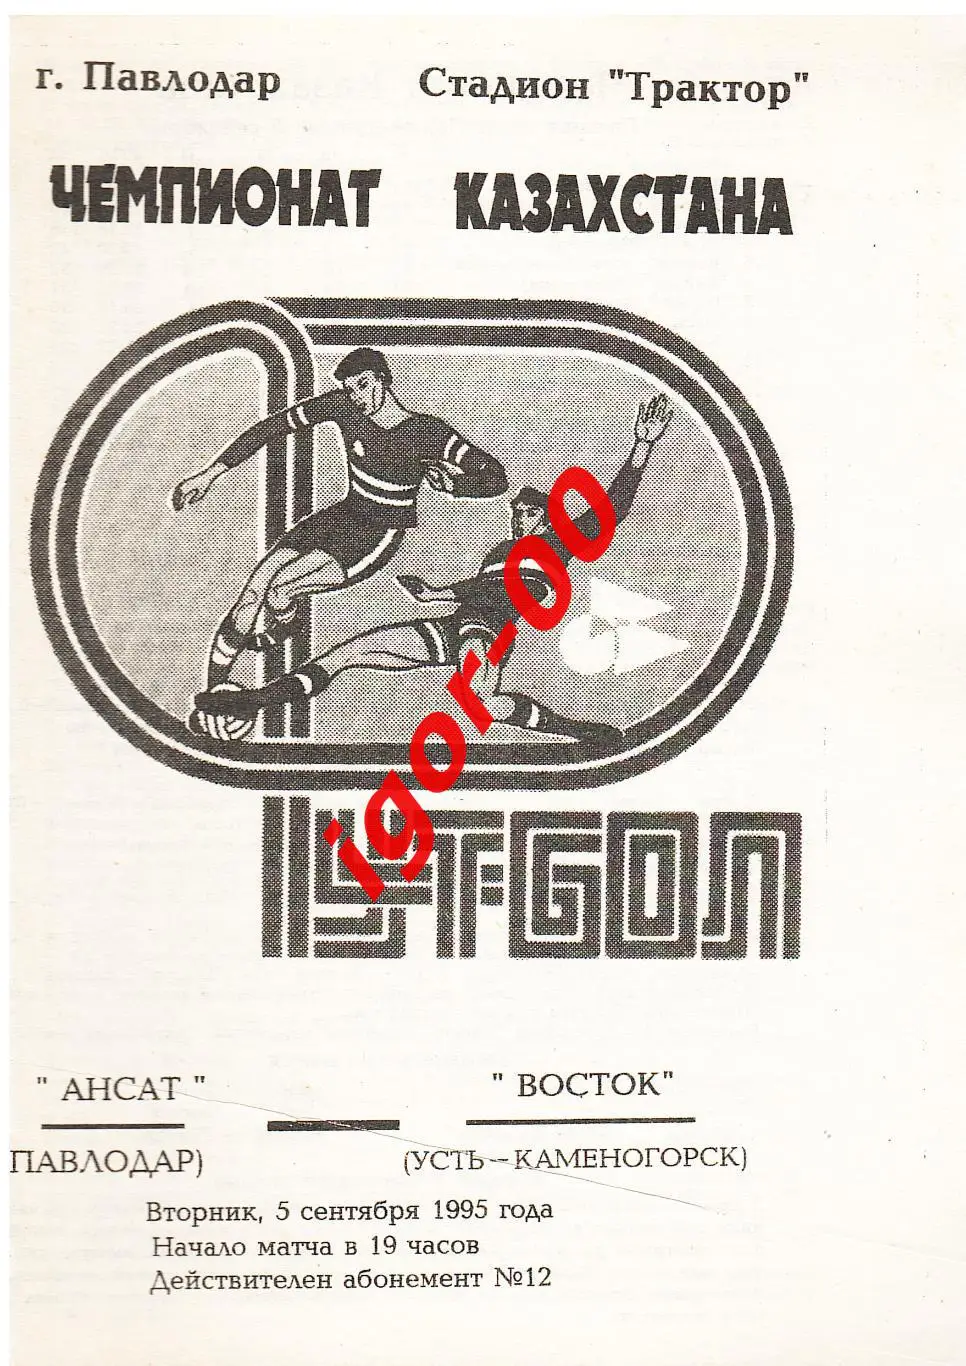 г. Павлодар Стадион "Трактор"
ЧЕМПИОНАТ КАЗАХСТАНА
igor-00
ФУТБОЛ
" АНСАТ " — " ВОСТОК"
ПАВЛОДАР) (УСТЬ – КАМЕНОГОРСК)
Вторник, 5 сентября 1995 года
Начало матча в 19 часов
Действителен абонемент №12